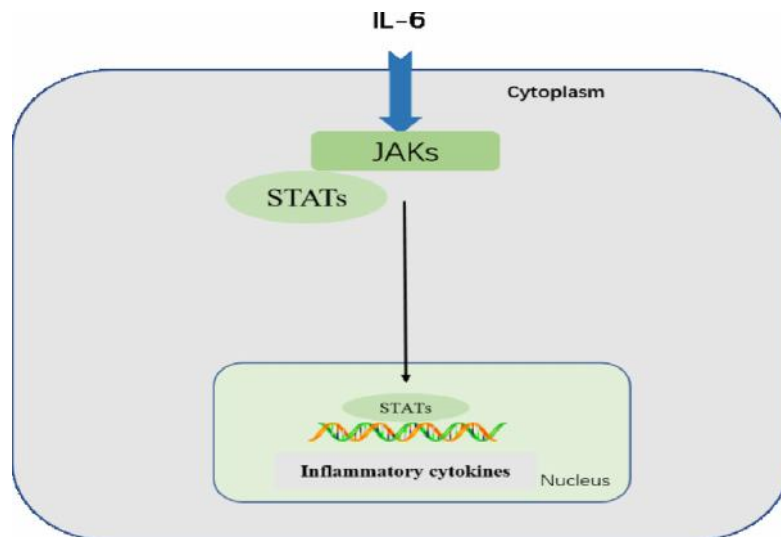 IL-6
Cytoplasm
JAKs
STATs
STATs
Inflammatory cytokines
Nucleus